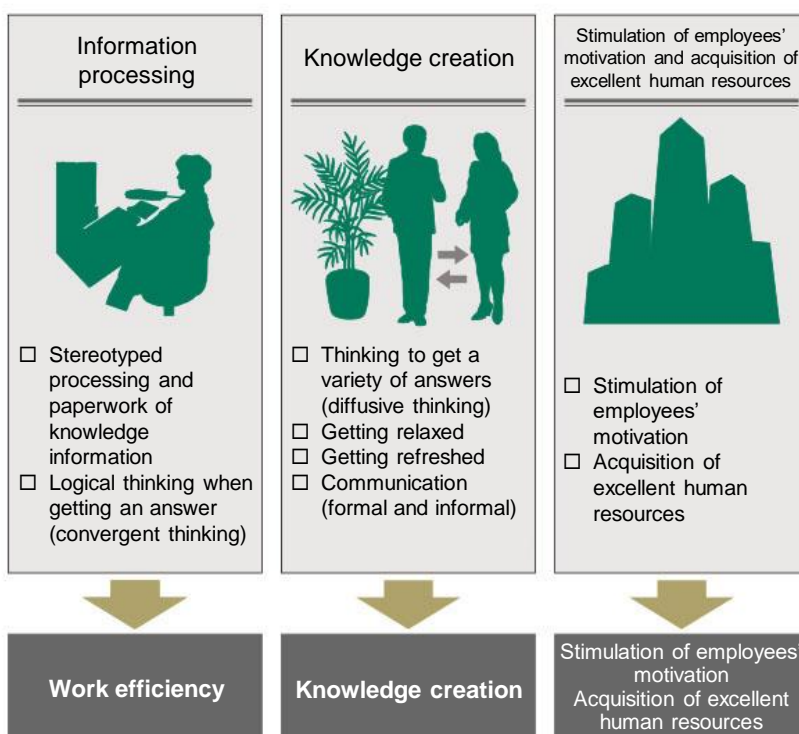 Information
processing
Stereotyped
processing and
paperwork of
knowledge
information
Logical thinking when
getting an answer
(convergent thinking)
Work efficiency
Knowledge creation
Thinking to get a
variety of answers
(diffusive thinking)
Getting relaxed
Getting refreshed
Communication
(formal and informal)
Knowledge creation
Stimulation of employees’
motivation and acquisition of
excellent human resources
Stimulation of
employees’
motivation
Acquisition of
excellent human
resources
Stimulation of employees’
motivation
Acquisition of excellent
human resources